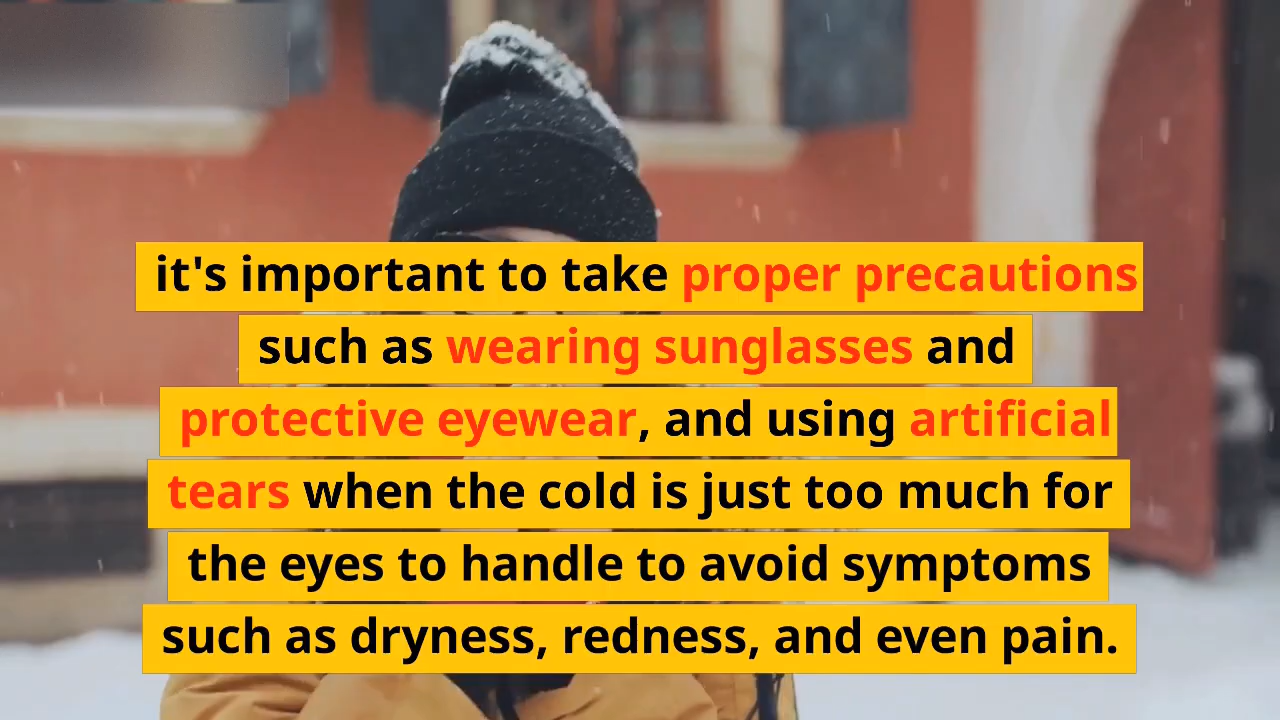 it's important to take proper precautions
such as wearing sunglasses and
protective eyewear, and using artificial
tears when the cold is just too much for
the eyes to handle to avoid symptoms
such as dryness, redness, and even pain.